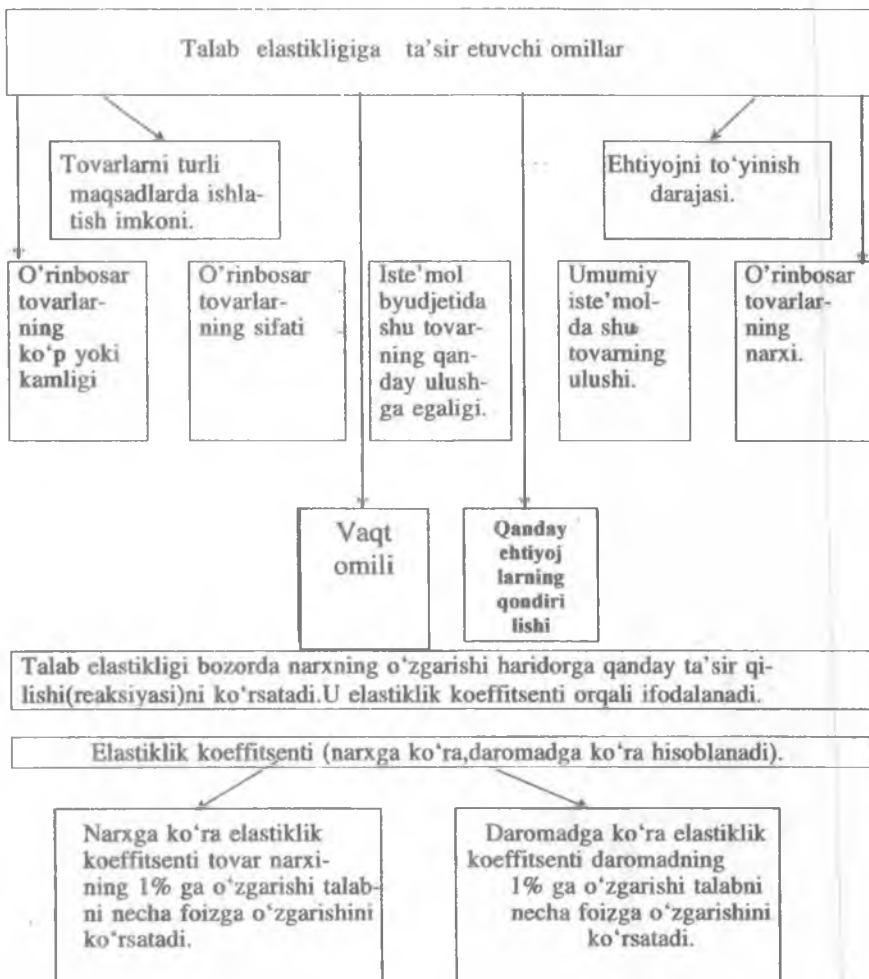 Talab elastikligiga ta'sir etuvchi omillar
Tovarlarni turli
maqsadlarda ishla-
tish imkoni.
Ehtiyojni to‘yinish
darajasi.
O'rinbosar
tovarlar-
ning
ko‘p yoki
kamligi
O'rinbosar
tovarlar-
ning sifati
Iste'mol
byudjetida
shu tovar-
ning qan-
day ulush-
ga egaligi.
Umumiy
iste'mol-
da shu
tovarning
ulushi.
O'rinbosar
tovarlar-
ning
narxi.
Vaqt
omili
Qanday
ehtiyoj
larning
qondiri
lishi
Talab elastikligi bozorda narxning o‘zgarishi haridorga qanday ta'sir qi-
lishi(reaksiyasi)ni ko‘rsatadi.U elastiklik koeffitsenti orqali ifodalanadi.
Elastiklik koeffitsenti (narxga ko‘ra,daromadga ko‘ra hisoblanadi).
Narxga ko‘ra elastiklik
koeffitsenti tovar narxi-
ning 1% ga o‘zgarishi talab-
ni necha foizga o‘zgarishini
ko‘rsatadi.
Daromadga ko‘ra elastiklik
koeffitsenti daromadning
1% ga o‘zgarishi talabni
necha foizga o‘zgarishini
ko‘rsatadi.